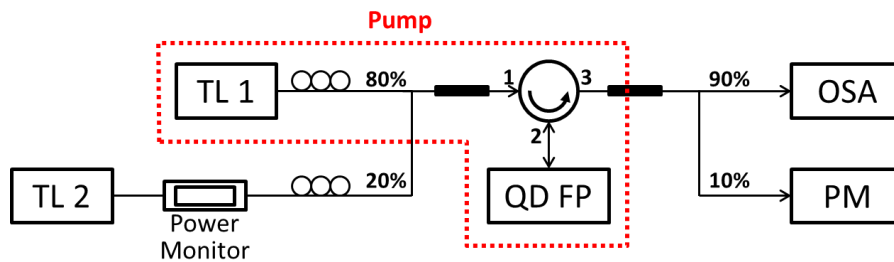 Pump
TL 1
80%
1
3
90%
OSA
2
TL 2
Power
Monitor
20%
QD FP
10%
PM